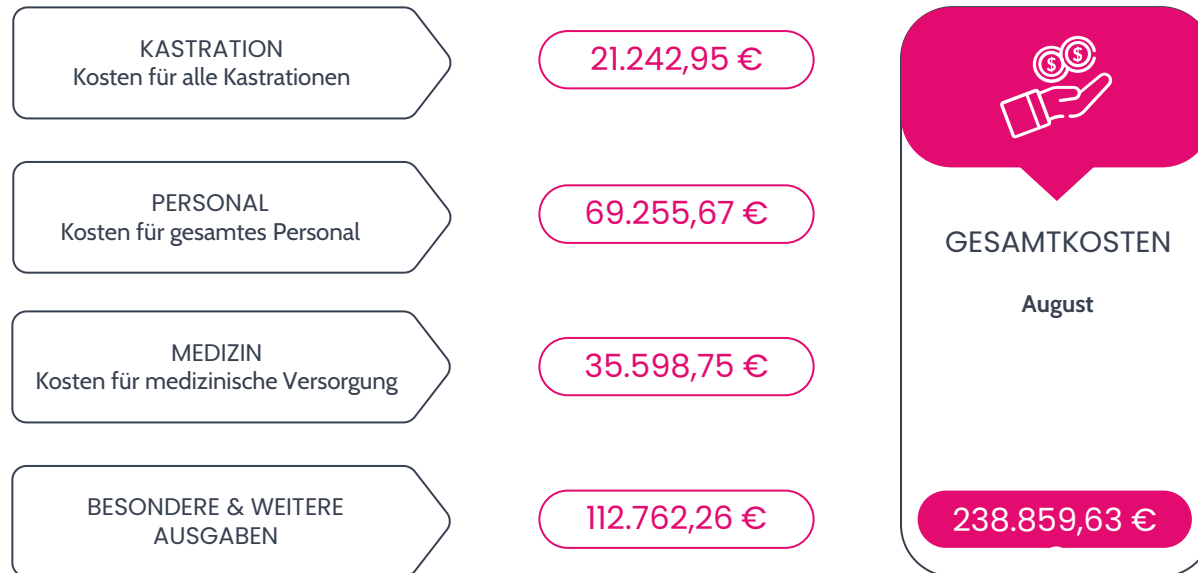 KASTRATION
Kosten für alle Kastrationen
21.242,95 €
PERSONAL
Kosten für gesamtes Personal
69.255,67 €
MEDIZIN
Kosten für medizinische Versorgung
35.598,75 €
BESONDERE & WEITERE
AUSGABEN
112.762,26 €
$ $
GESAMTKOSTEN
August
238.859,63 €